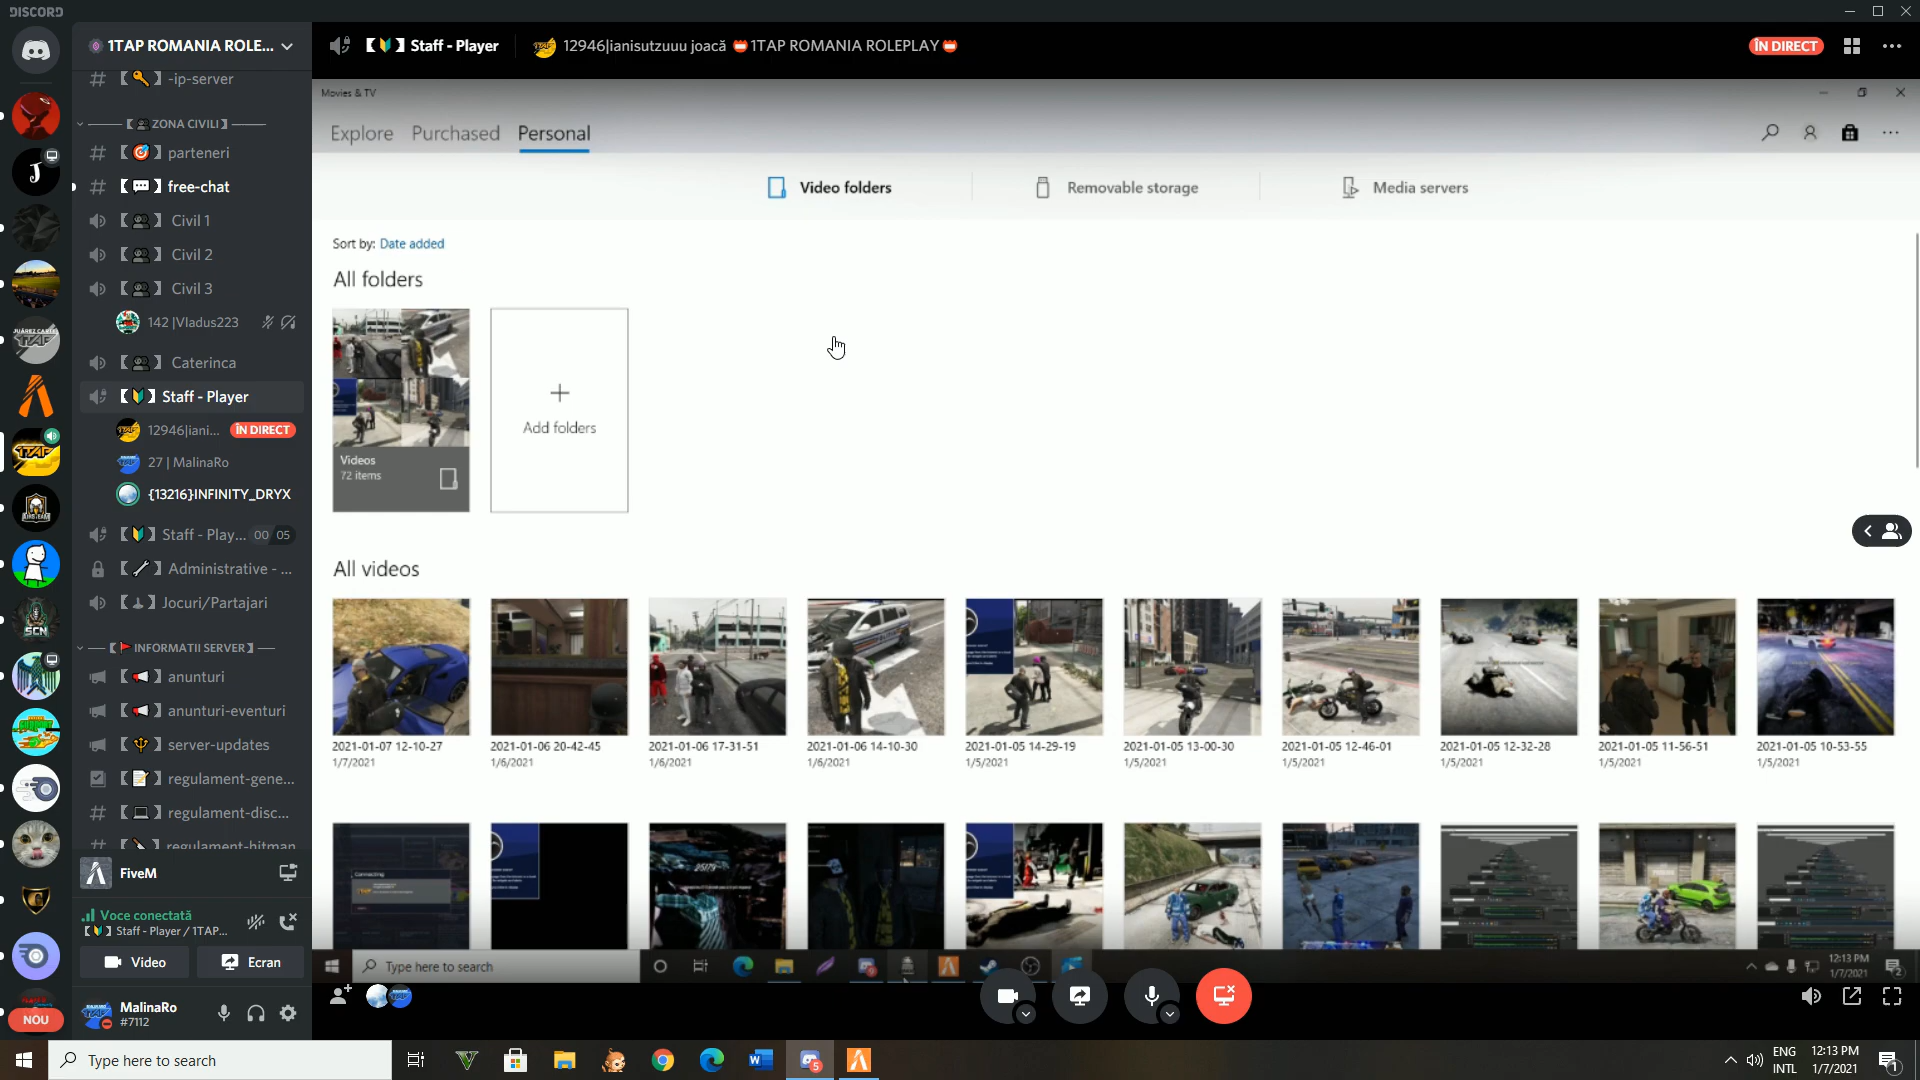 DISCORD
1TAP ROMANIA ROLE...
【🔑】-ip-server
【👥ZONA CIVILI】
【🎯】parteneri
【💬】free-chat
【👥】Civil 1
【👥】Civil 2
【👥】Civil 3
142 |Vladus223
【👥】Caterinca
【🔰】Staff - Player
12946|iani...
ÎN DIRECT
27 | MalinaRo
{13216}INFINITY_DRYX
【🔰】Staff - Play...
00 05
【🔧】Administrative - ...
【🕹】Jocuri/Partajari
【🚩INFORMATII SERVER】
【📢】anunturi
【📢】anunturi-eventuri
【🔱】server-updates
【📝】regulament-gene...
【💻】regulament-disc...
regulament-hitman
FiveM
Voce conectată
【🔰】Staff - Player / 1TAP...
Video
Ecran
MalinaRo
#7112
NOU
【🔰】Staff - Player
12946|ianisutzuuu joacă 1TAP ROMANIA ROLEPLAY
ÎN DIRECT
Movies & TV
Explore
Purchased
Personal
Video folders
Removable storage
Media servers
Sort by: Date added
All folders
Videos
72 items
Add folders
All videos
2021-01-07 12-10-27
1/7/2021
2021-01-06 20-42-45
1/6/2021
2021-01-06 17-31-51
1/6/2021
2021-01-06 14-10-30
1/6/2021
2021-01-05 14-29-19
1/5/2021
2021-01-05 13-00-30
1/5/2021
2021-01-05 12-46-01
1/5/2021
2021-01-05 12-32-28
1/5/2021
2021-01-05 11-56-51
1/5/2021
2021-01-05 10-53-55
1/5/2021
Connecting
Type here to search
12:13 PM
1/7/2021
Type here to search
ENG
INTL
12:13 PM
1/7/2021